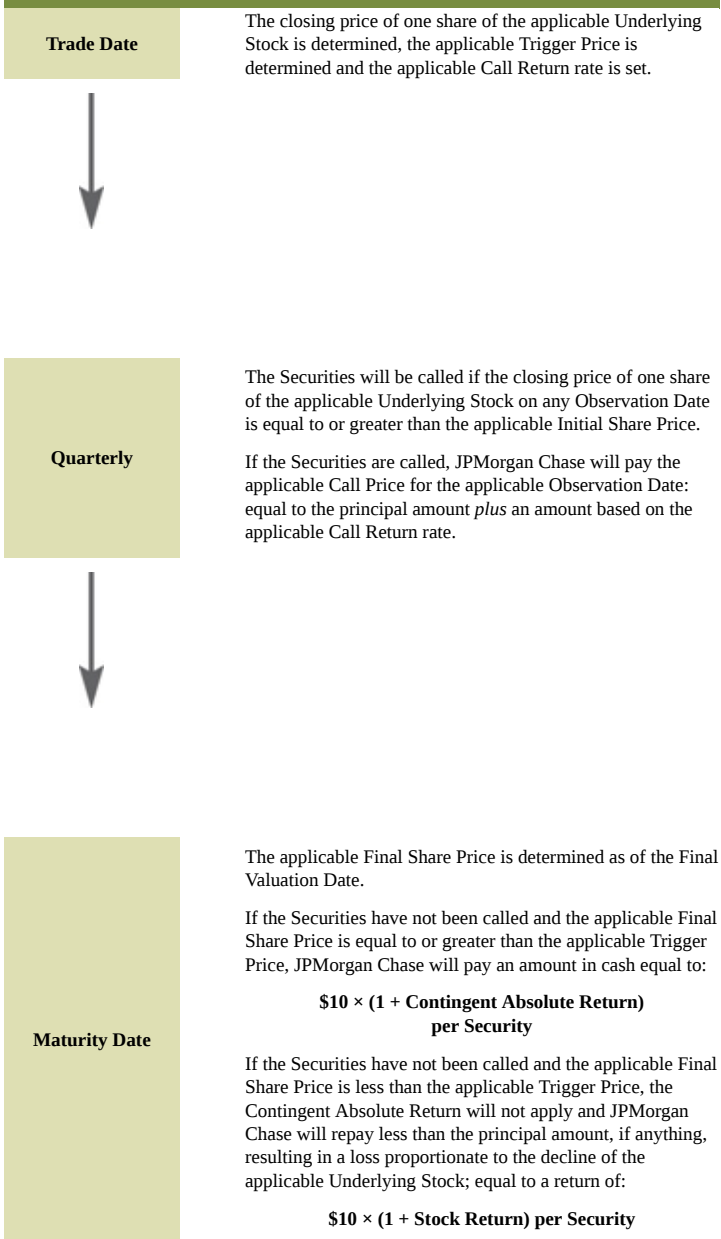 Trade Date
The closing price of one share of the applicable Underlying
Stock is determined, the applicable Trigger Price is
determined and the applicable Call Return rate is set.
Quarterly
The Securities will be called if the closing price of one share
of the applicable Underlying Stock on any Observation Date
is equal to or greater than the applicable Initial Share Price.
If the Securities are called, JPMorgan Chase will pay the
applicable Call Price for the applicable Observation Date:
equal to the principal amount plus an amount based on the
applicable Call Return rate.
Maturity Date
The applicable Final Share Price is determined as of the Final
Valuation Date.
If the Securities have not been called and the applicable Final
Share Price is equal to or greater than the applicable Trigger
Price, JPMorgan Chase will pay an amount in cash equal to:
$10 × (1 + Contingent Absolute Return)
per Security
If the Securities have not been called and the applicable Final
Share Price is less than the applicable Trigger Price, the
Contingent Absolute Return will not apply and JPMorgan
Chase will repay less than the principal amount, if anything,
resulting in a loss proportionate to the decline of the
applicable Underlying Stock; equal to a return of:
$10 × (1 + Stock Return) per Security